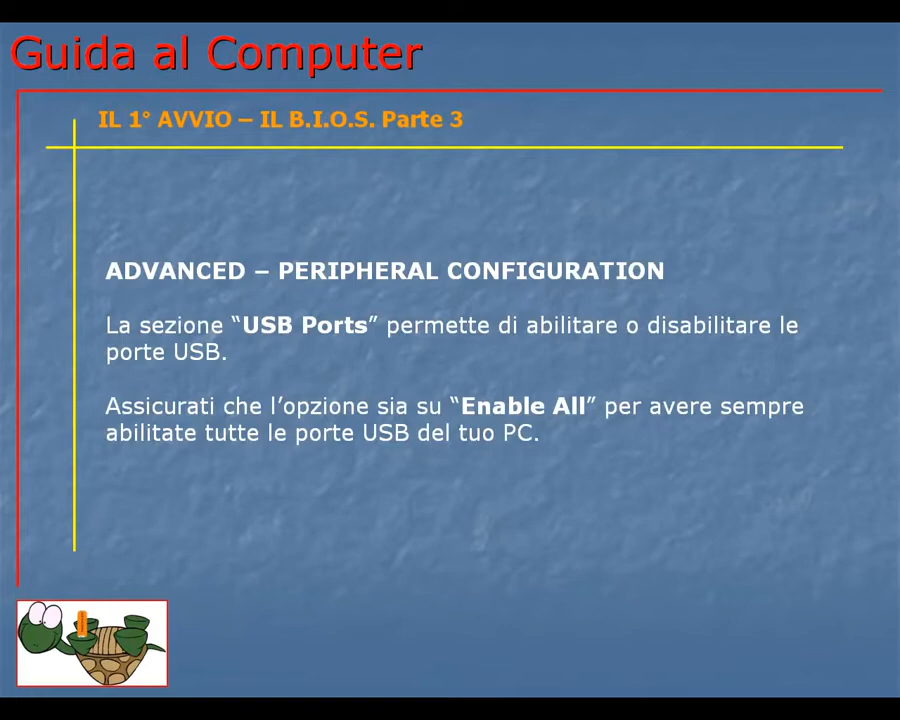 Guida al Computer
IL 1° AVVIO – IL B.I.O.S. Parte 3
ADVANCED – PERIPHERAL CONFIGURATION
La sezione “USB Ports” permette di abilitare o disabilitare le
porte USB.
Assicurati che l’opzione sia su “Enable All” per avere sempre
abilitate tutte le porte USB del tuo PC.